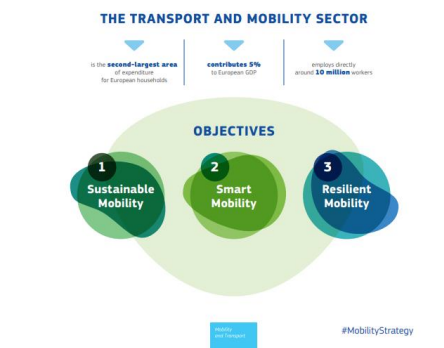 THE TRANSPORT AND MOBILITY SECTOR
is the second-largest area
of expenditure
for European households
contributes 5%
to European GDP
employs directly
around 10 million workers
OBJECTIVES
1
Sustainable
Mobility
2
Smart
Mobility
3
Resilient
Mobility
Mobility
and Transport
#MobilityStrategy